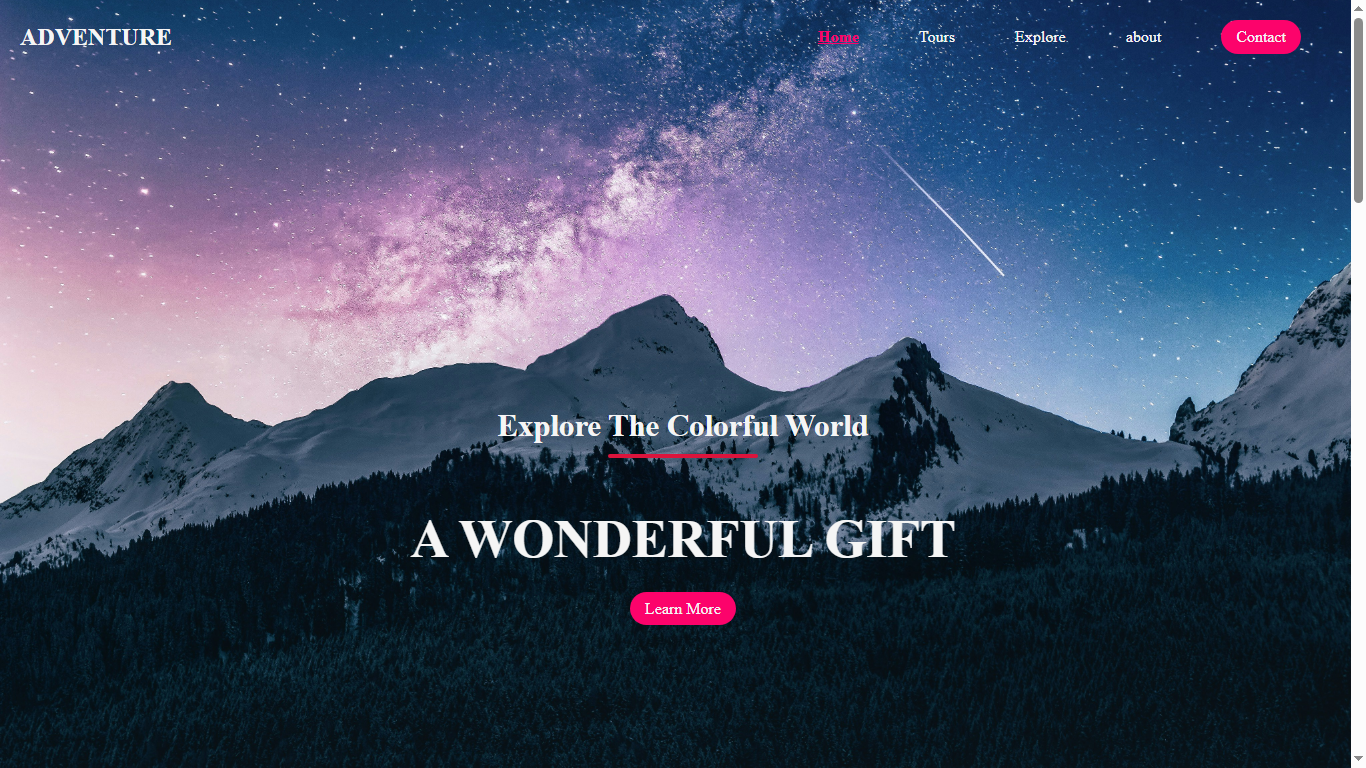 ADVENTURE
Home Tours Explore about Contact
Explore The Colorful World
A WONDERFUL GIFT
Learn More